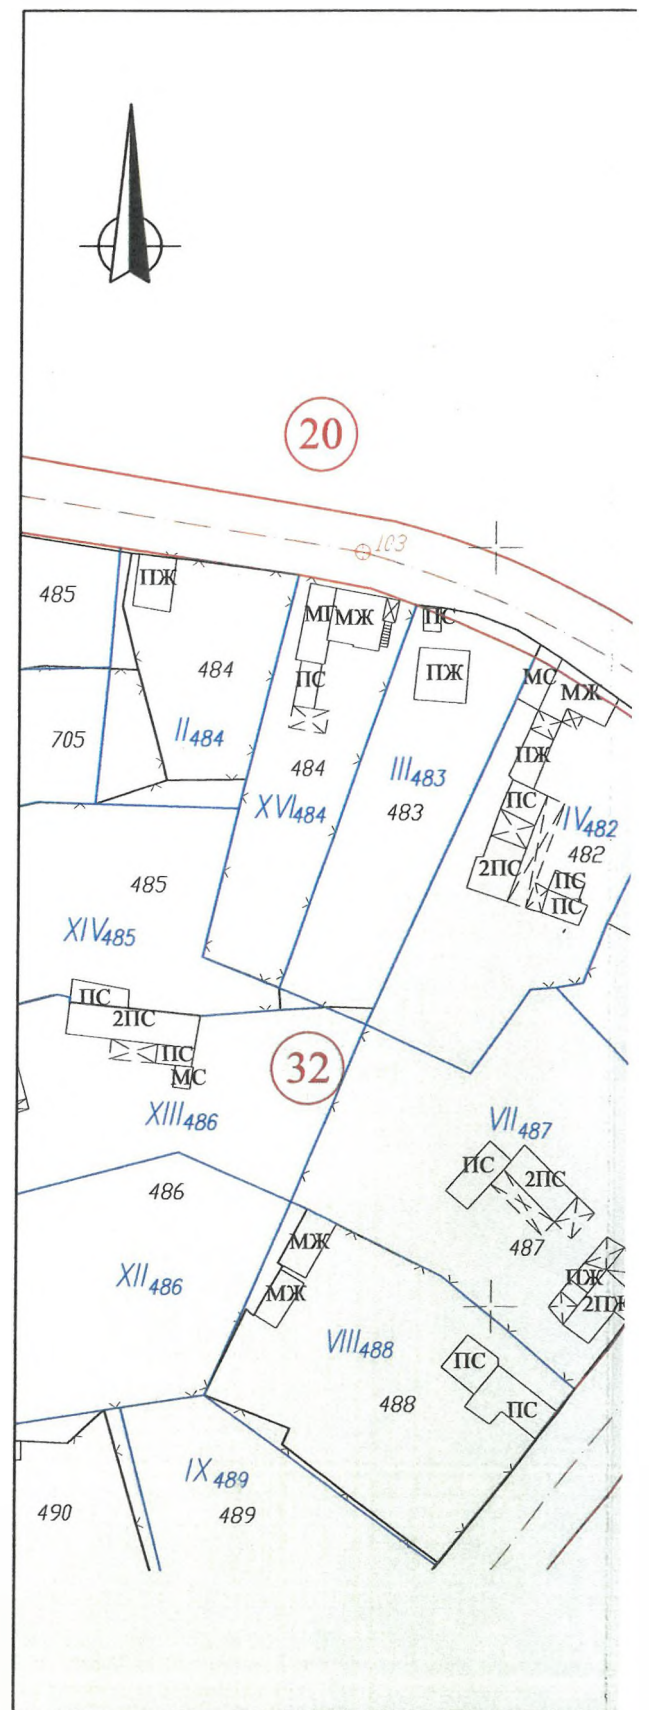 20
103
485
ПЖ
МГ
МЖ
ПС
484
ПС
ПЖ
МС
МЖ
705
II484
484
III483
ПЖ
XVI484
483
ПС
IV482
482
2ПС
ПС
ПС
485
XIV485
ПС
2ПС
ПС
МС
32
XIII486
VII487
ПС
2ПС
486
487
МЖ
XII486
МЖ
ПЖ
2ПЖ
VIII488
ПС
488
ПС
IX489
490
489